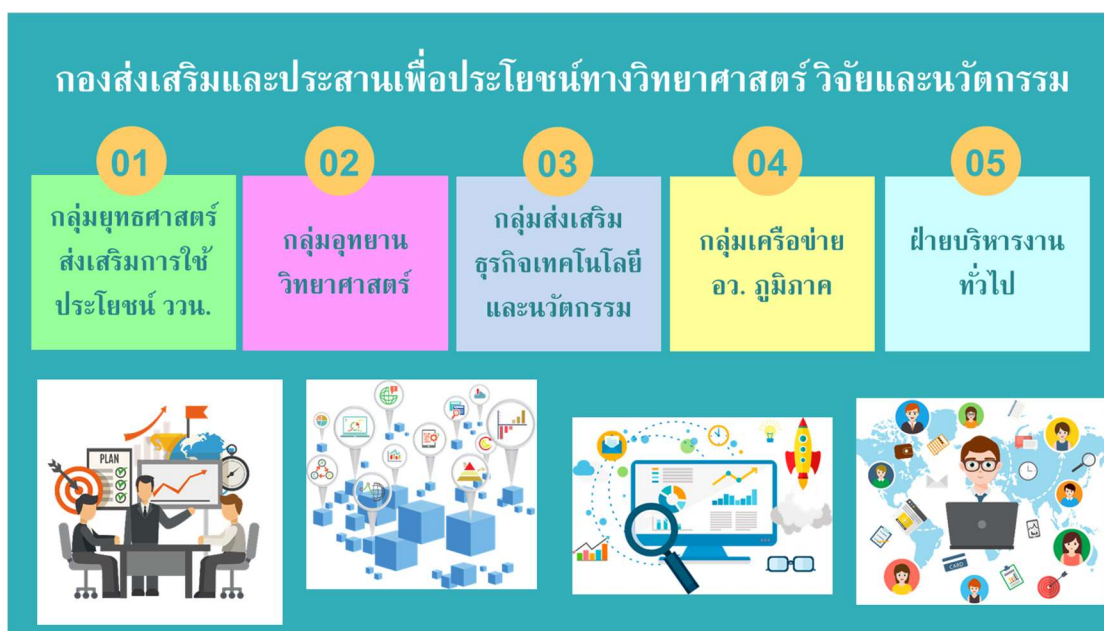 กองส่งเสริมและประสานเพื่อประโยชน์ทางวิทยาศาสตร์ วิจัยและนวัตกรรม
01
กลุ่มยุทธศาสตร์
ส่งเสริมการใช้
ประโยชน์ ววน.
02
กลุ่มอุทยาน
วิทยาศาสตร์
03
กลุ่มส่งเสริม
ธุรกิจเทคโนโลยี
และนวัตกรรม
04
กลุ่มเครือข่าย
อว. ภูมิภาค
05
ฝ่ายบริหารงาน
ทั่วไป
PLAN
CARD